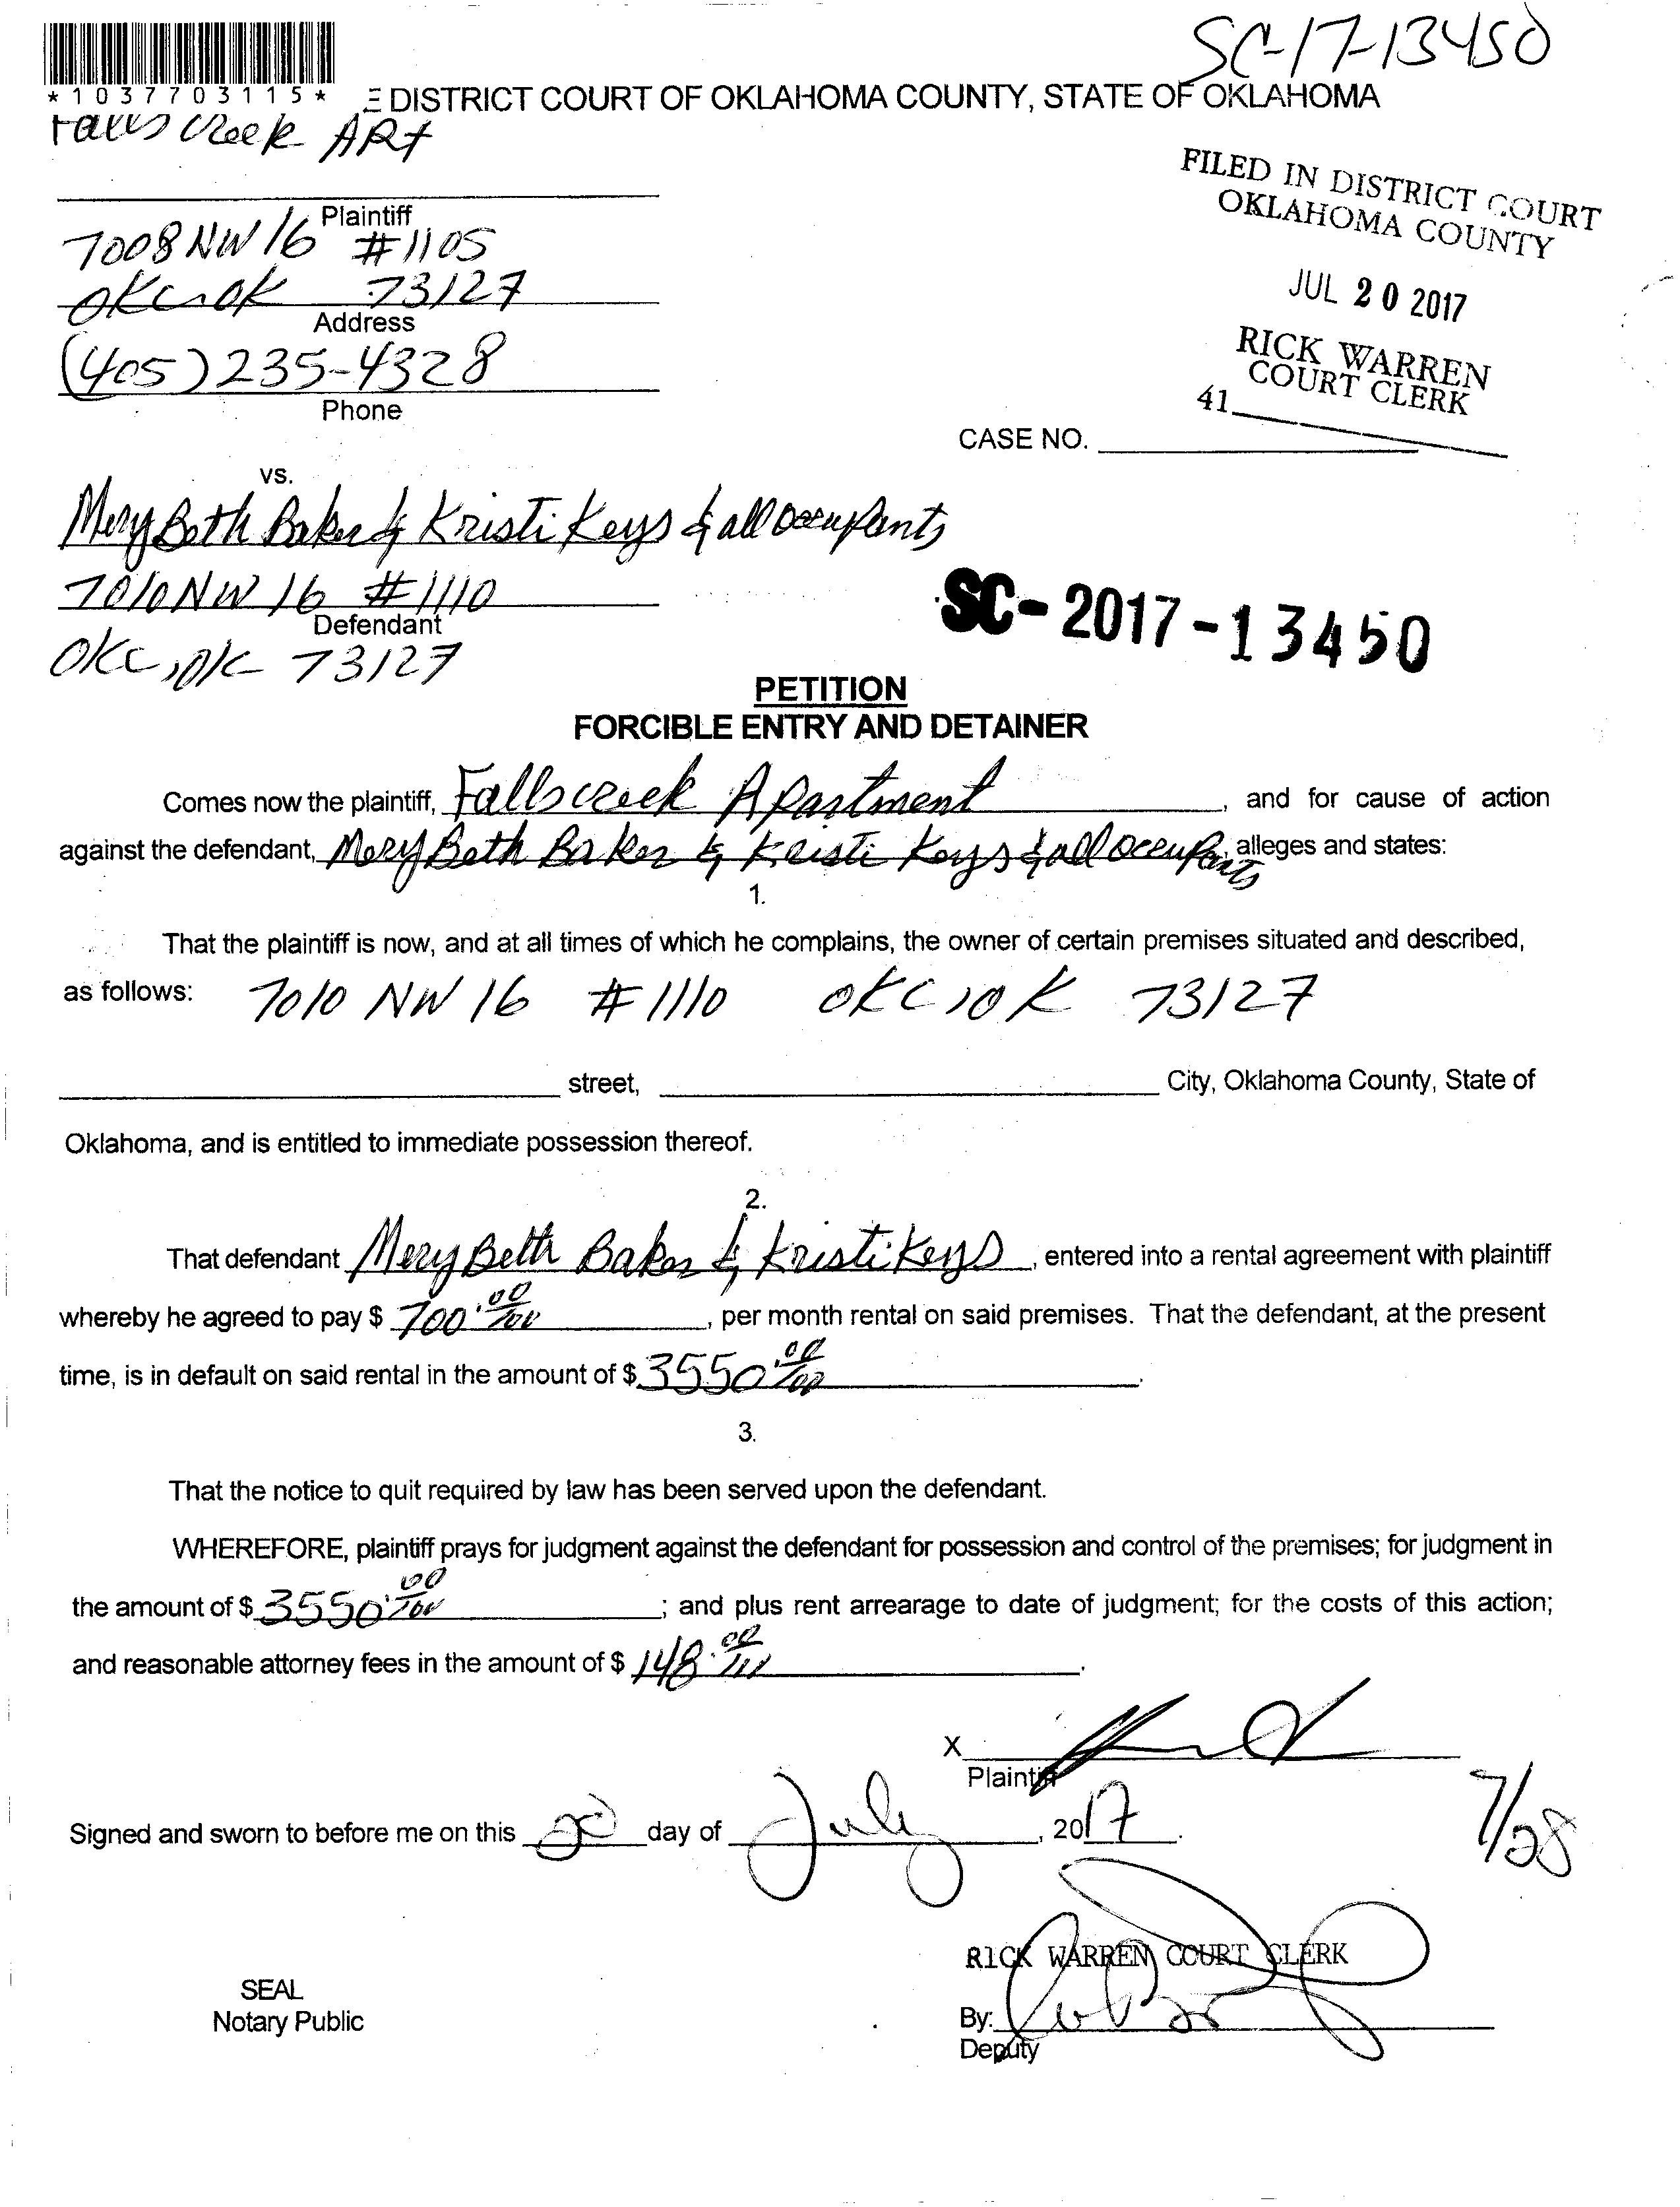 SC-17-13450
*1037703115*
E DISTRICT COURT OF OKLAHOMA COUNTY, STATE OF OKLAHOMA
Falls Creek APt
FILED IN DISTRICT COURT
OKLAHOMA COUNTY
JUL 20 2017
RICK WARREN
COURT CLERK
41
Plaintiff
7008 NW 16 #1105
OKC, OK 73127
Address
(405) 235-4328
Phone
CASE NO.
vs.
Mery Beth Baker & Kristi Keys & all occupants
7010 NW 16 #1110
Defendant
OKC, OK 73127
SC-2017-13450
PETITION
FORCIBLE ENTRY AND DETAINER
Comes now the plaintiff, Fallscreek Apartment, and for cause of action
against the defendant, Mery Beth Baker & Kristi Keys & all occupants alleges and states:
1.
That the plaintiff is now, and at all times of which he complains, the owner of certain premises situated and described,
as follows: 7010 NW 16 #1110 OKC, OK 73127
street, City, Oklahoma County, State of
Oklahoma, and is entitled to immediate possession thereof.
2.
That defendant Mery Beth Baker & Kristi Keys, entered into a rental agreement with plaintiff
whereby he agreed to pay $ 700.00/100, per month rental on said premises. That the defendant, at the present
time, is in default on said rental in the amount of $ 3550.00/100.
3.
That the notice to quit required by law has been served upon the defendant.
WHEREFORE, plaintiff prays for judgment against the defendant for possession and control of the premises; for judgment in
the amount of $ 3550.00/100; and plus rent arrearage to date of judgment; for the costs of this action;
and reasonable attorney fees in the amount of $ 148.00/.
X
Plaintiff
7/28
Signed and sworn to before me on this 20 day of July, 2017.
RICK WARREN COURT CLERK
SEAL
Notary Public
By:
Deputy